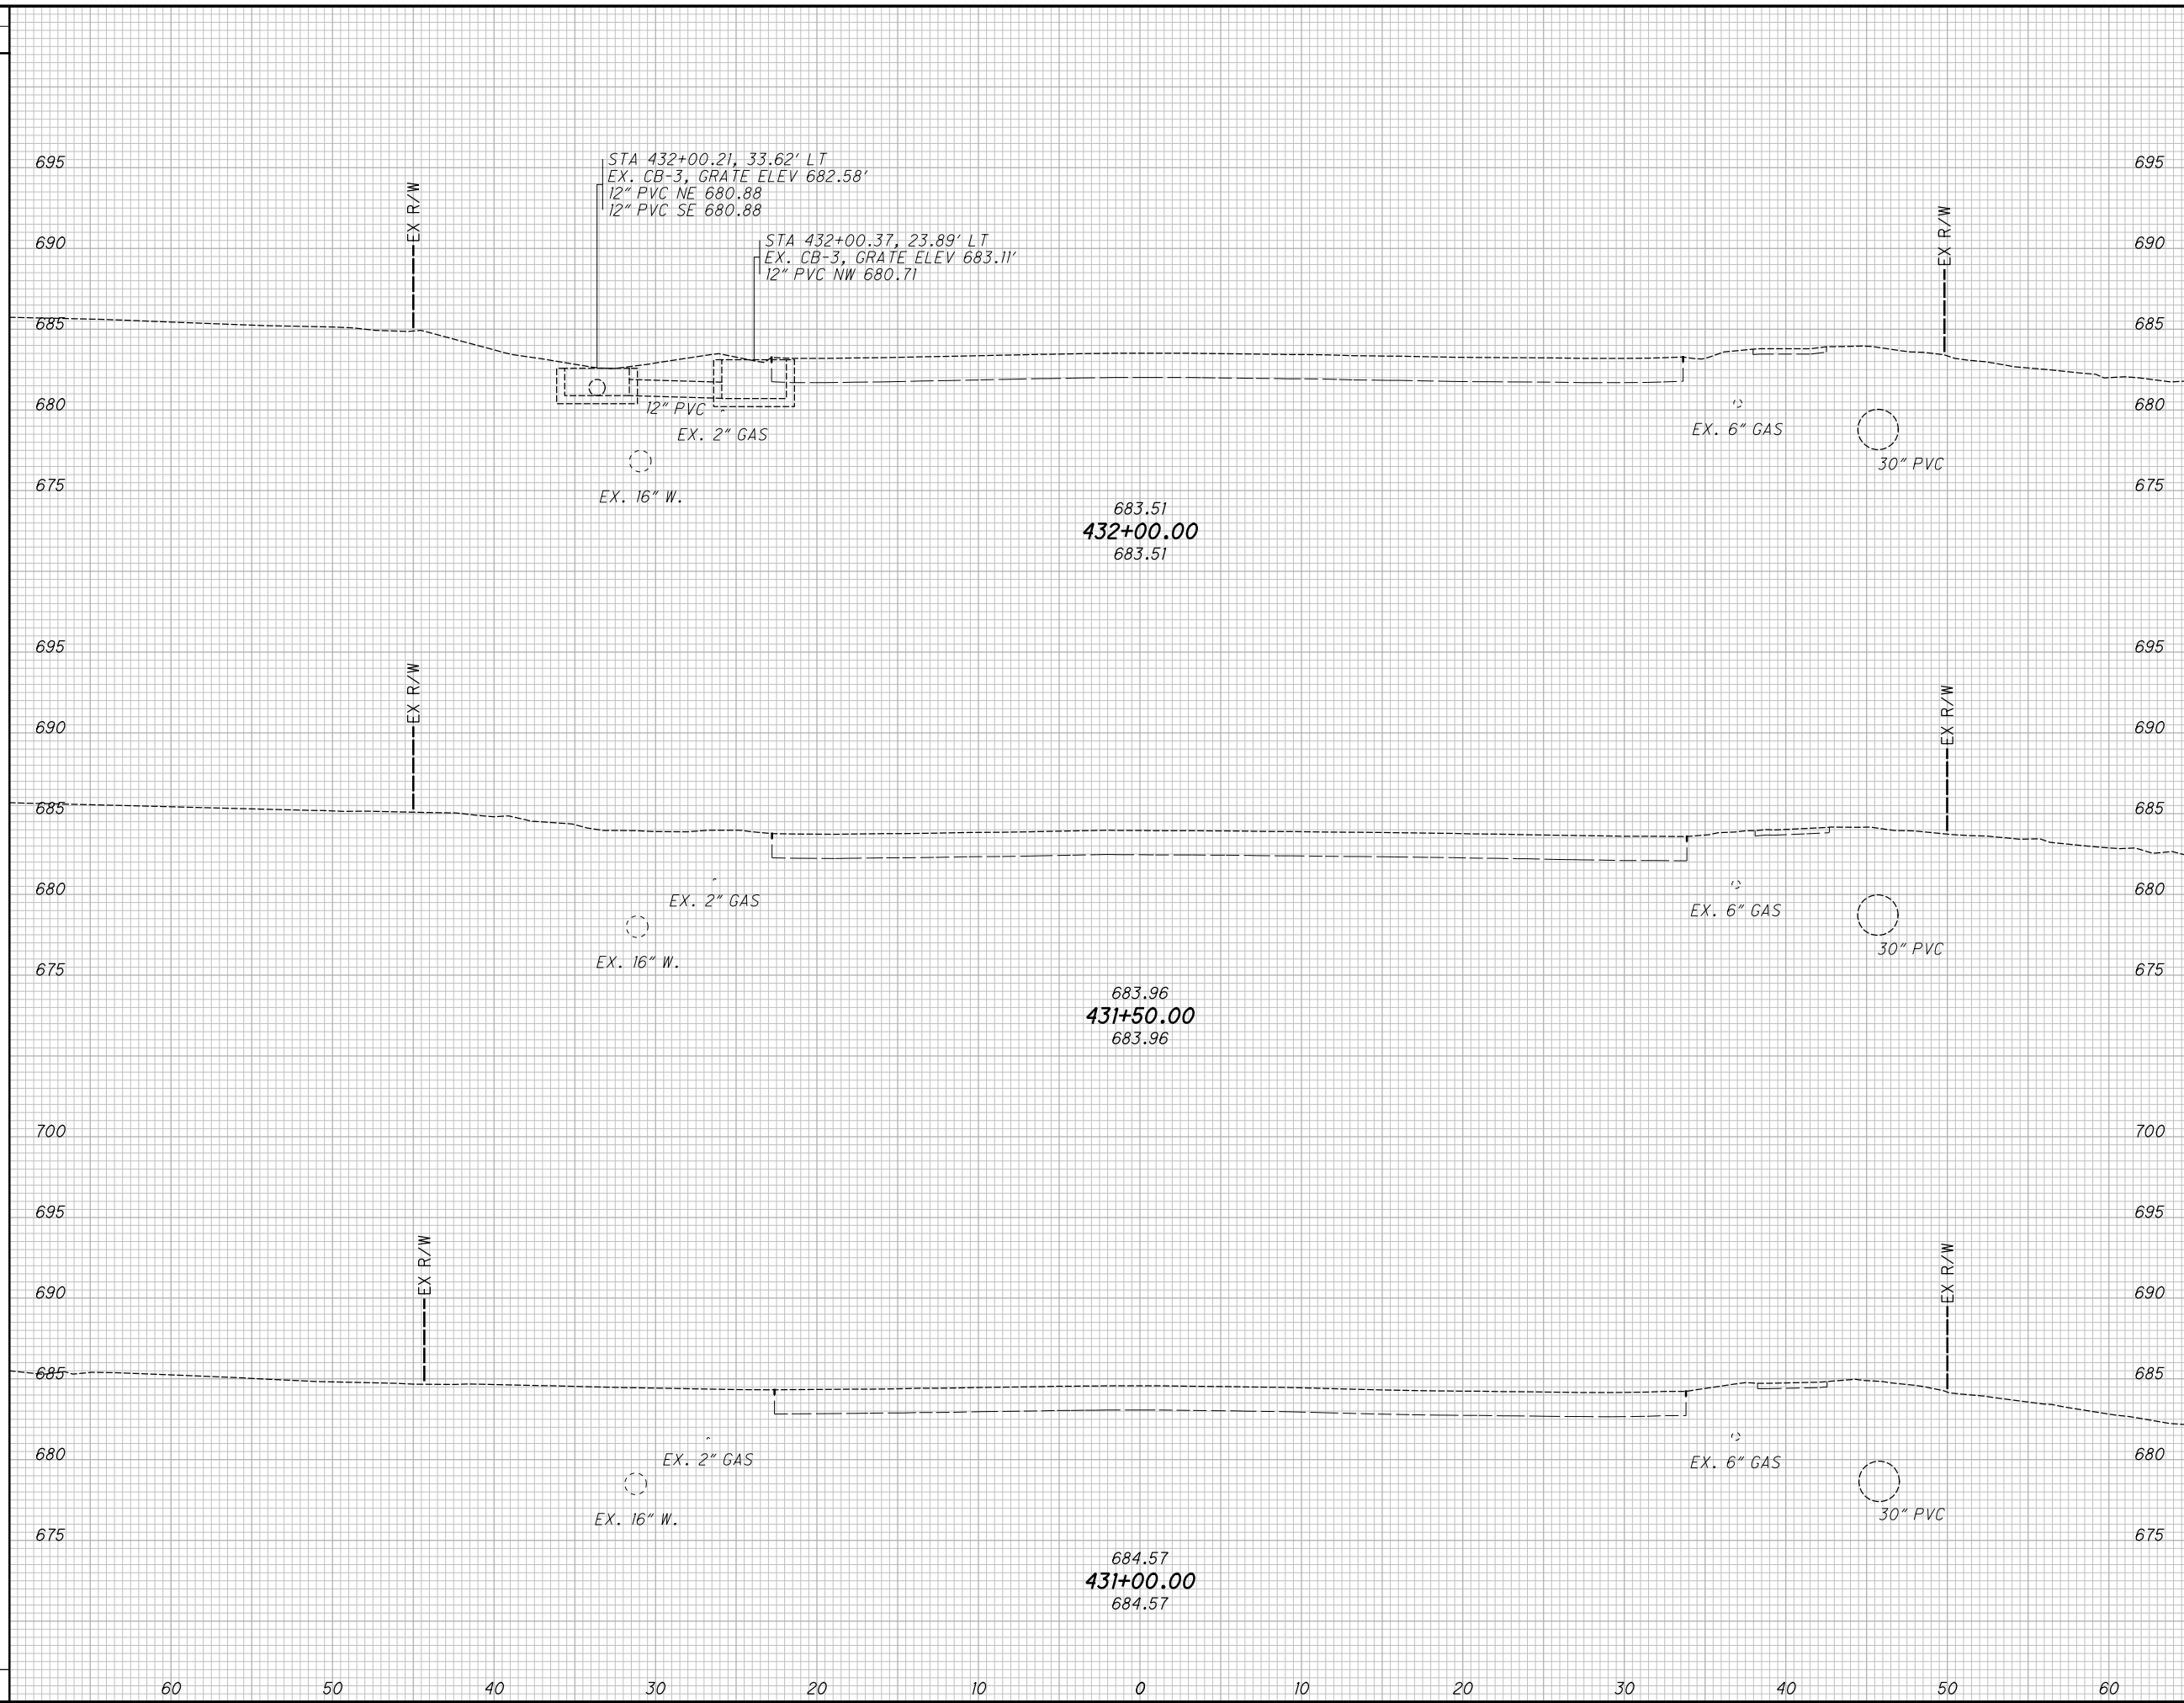 STA 432+00.21, 33.62' LT
EX. CB-3, GRATE ELEV 682.58'
12" PVC NE 680.88
12" PVC SE 680.88
STA 432+00.37, 23.89' LT
EX. CB-3, GRATE ELEV 683.11'
12" PVC NW 680.71
695 695
EX R/W EX R/W
690 690
685 685
680 12" PVC 680
EX. 2" GAS EX. 6" GAS
30" PVC
675 675
EX. 16" W.
683.51
432+00.00
683.51
695 695
EX R/W EX R/W
690 690
685 685
680 680
EX. 2" GAS EX. 6" GAS
30" PVC
EX. 16" W.
675 675
683.96
431+50.00
683.96
700 700
695 695
EX R/W EX R/W
690 690
685 685
680 680
EX. 2" GAS EX. 6" GAS
30" PVC
EX. 16" W.
675 675
684.57
431+00.00
684.57
60 50 40 30 20 10 0 10 20 30 40 50 60